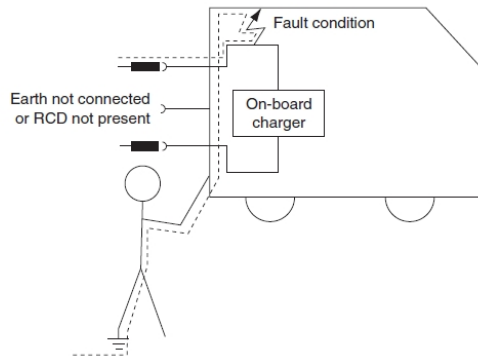 Fault condition
Earth not connected
or RCD not present
On-board
charger